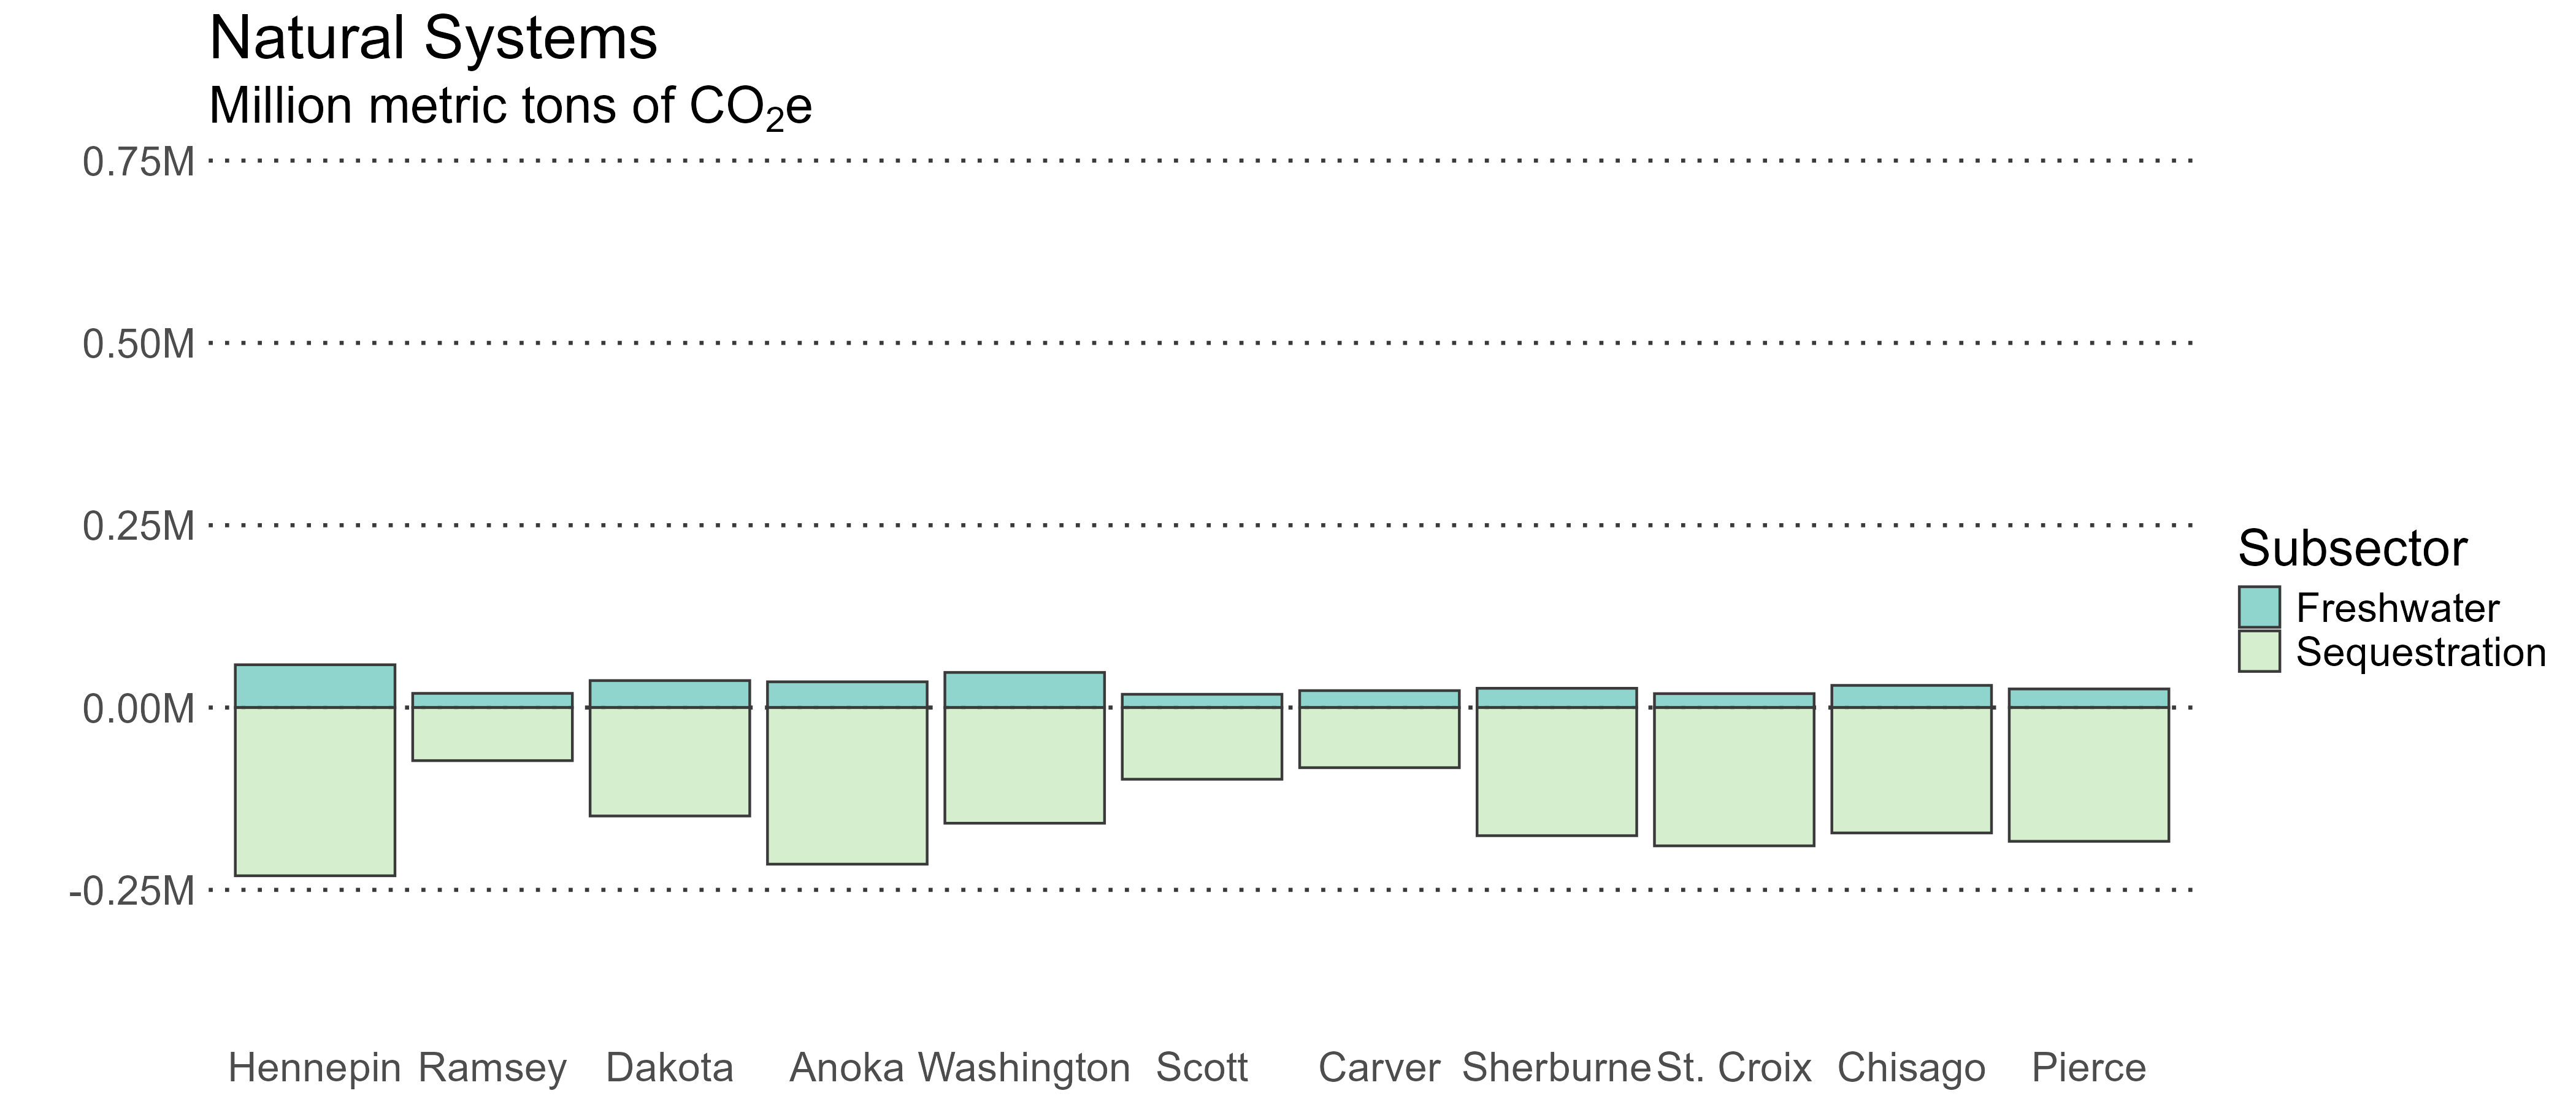 Natural Systems
Million metric tons of CO₂e
0.75M
0.50M
0.25M
0.00M
-0.25M
Hennepin Ramsey Dakota Anoka Washington Scott Carver Sherburne St. Croix Chisago Pierce
Subsector
Freshwater
Sequestration